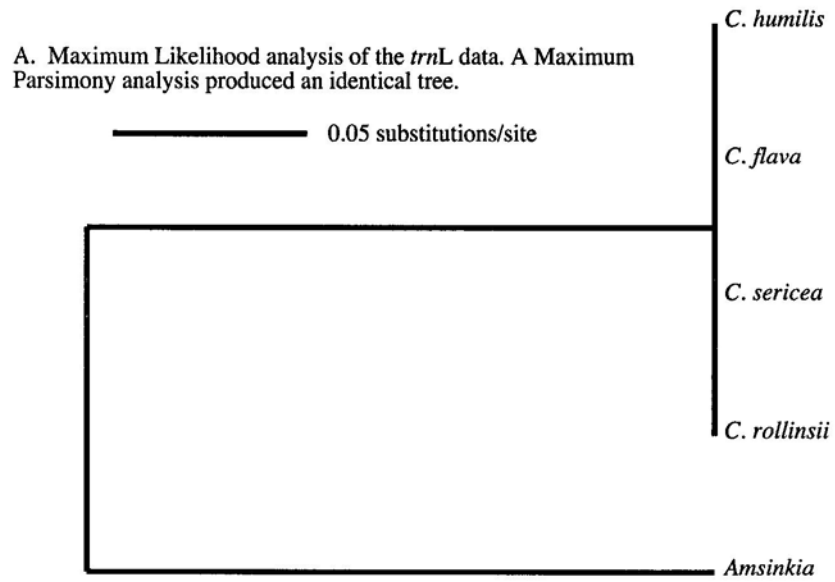 C. humilis
A. Maximum Likelihood analysis of the trnL data. A Maximum
Parsimony analysis produced an identical tree.
0.05 substitutions/site
C. flava
C. sericea
C. rollinsii
Amsinkia